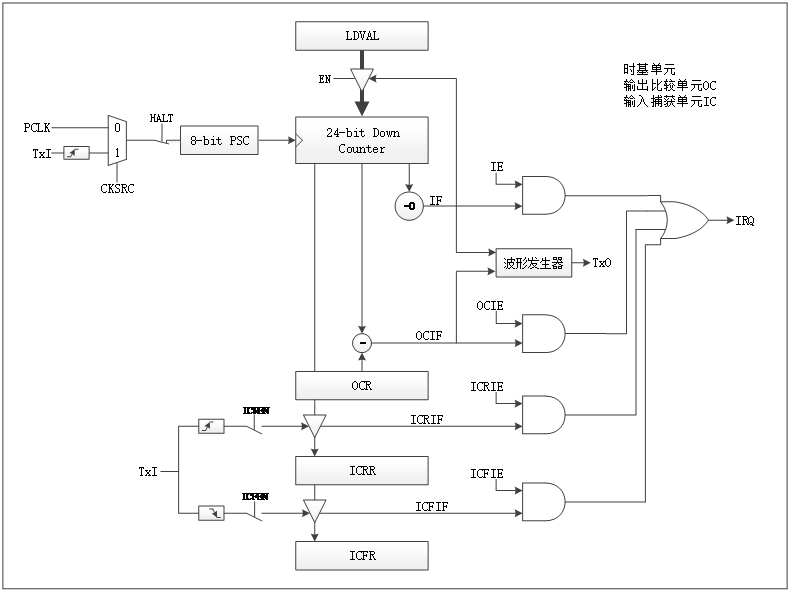 LDVAL
EN
时基单元
输出比较单元OC
输入捕获单元IC
HALT
PCLK
0
8-bit PSC
24-bit Down
Counter
TxI
1
CKSRC
IE
=0
IF
IRQ
波形发生器
TxO
OCIE
=
OCIF
OCR
ICRIE
ICRIF
TxI
ICRR
ICFIE
ICFIF
ICFR